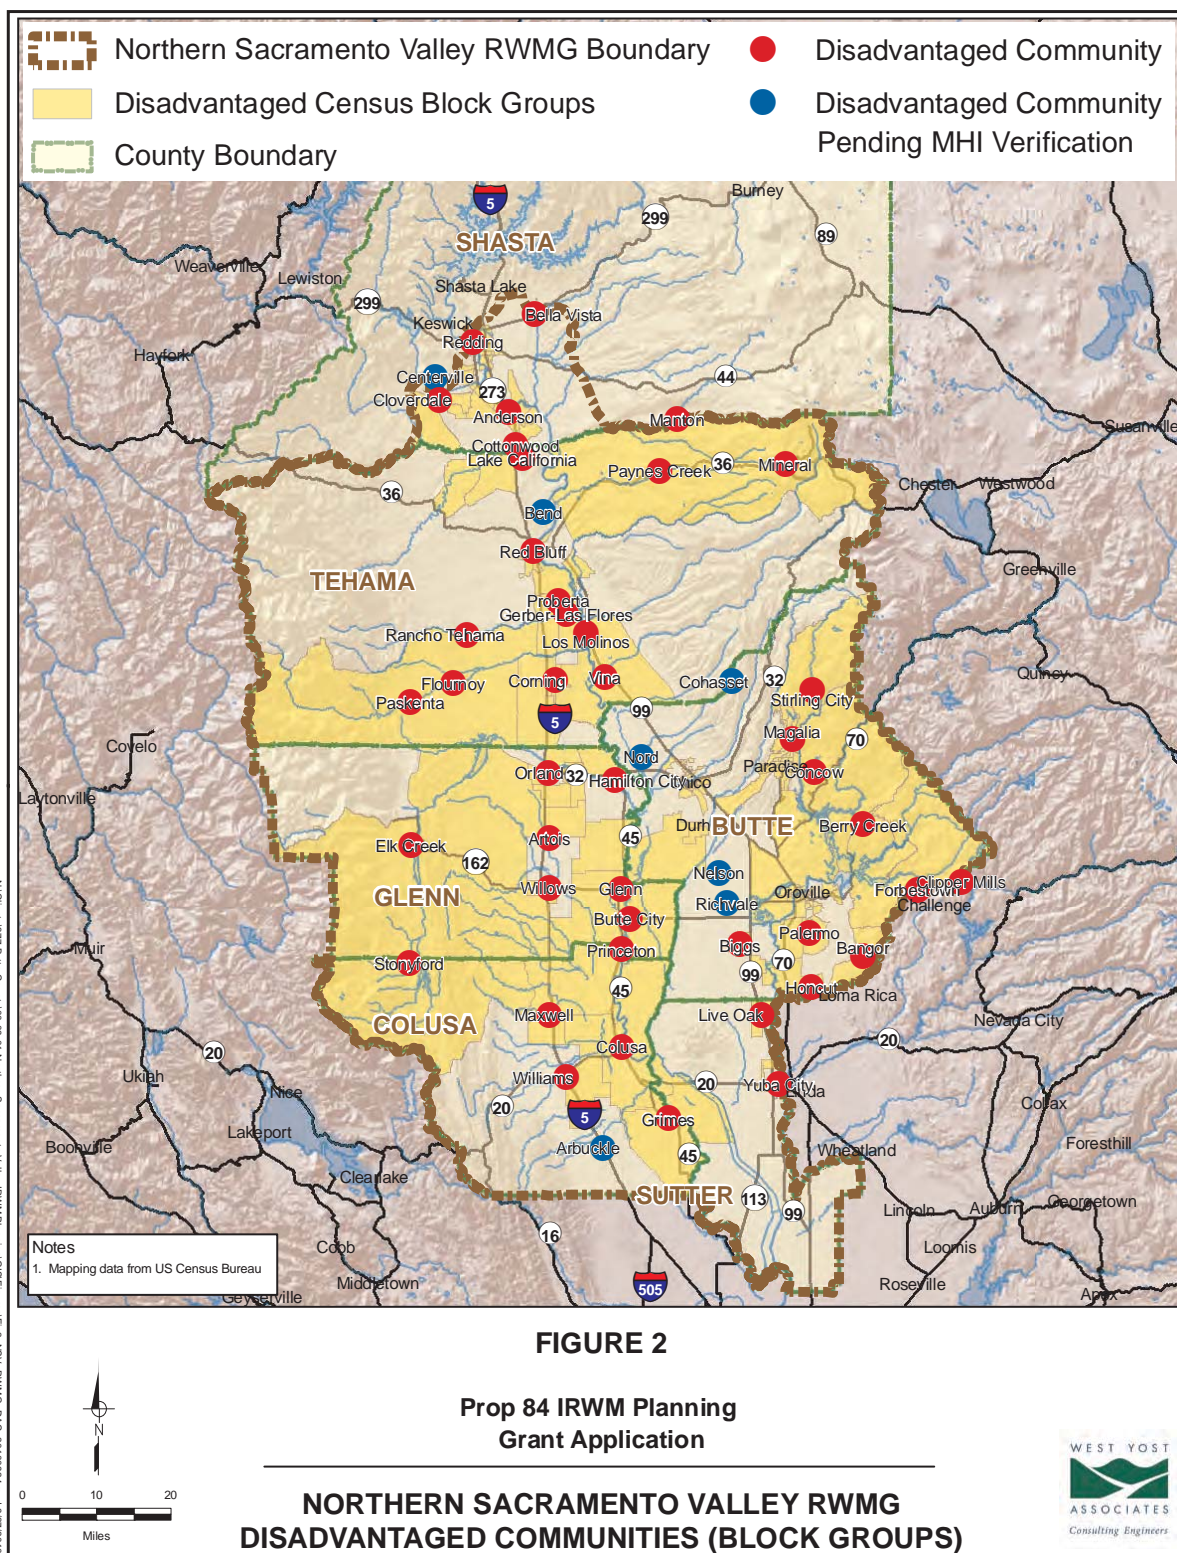 Northern Sacramento Valley RWMG Boundary
Disadvantaged Census Block Groups
County Boundary
Disadvantaged Community
Disadvantaged Community
Pending MHI Verification
Burney
5
299
89
SHASTA
Weaverville
Lewiston
Shasta Lake
299
Keswick
Bella Vista
Redding
Hayfork
Centerville
44
273
Cloverdale
Anderson
Manton
Susanville
Cottonwood
Lake California
Paynes Creek
36
Mineral
36
Chester
Westwood
Bend
Red Bluff
Greenville
TEHAMA
Proberta
Gerber-Las Flores
Rancho Tehama
Los Molinos
Quincy
Flournoy
Corning
Vina
Cohasset
32
Stirling City
Paskenta
99
5
Magalia
70
Covelo
Nord
Paradise
Concow
Orland
32
Hamilton City
Chico
Laytonville
Durh
BUTTE
Berry Creek
45
Artois
Elk Creek
162
Nelson
Clipper Mills
GLENN
Willows
Glenn
Oroville
Forbestown
Richvale
Challenge
Butte City
Palermo
Muir
Princeton
Biggs
Bangor
Stonyford
70
99
45
Honcut
Loma Rica
Maxwell
Live Oak
Nevada City
COLUSA
20
20
Colusa
Ukiah
Williams
20
Yuba City
Linda
Nice
Colfax
20
5
Grimes
Lakeport
Boonville
Arbuckle
45
Wheatland
Foresthill
Clearlake
SUTTER
113
99
Lincoln
Auburn
Georgetown
16
Cobb
Loomis
Middletown
505
Roseville
Geyserville
Notes
1. Mapping data from US Census Bureau
FIGURE 2
Prop 84 IRWM Planning
Grant Application
NORTHERN SACRAMENTO VALLEY RWMG
DISADVANTAGED COMMUNITIES (BLOCK GROUPS)
N
0 10 20
Miles
WEST YOST
ASSOCIATES
Consulting Engineers